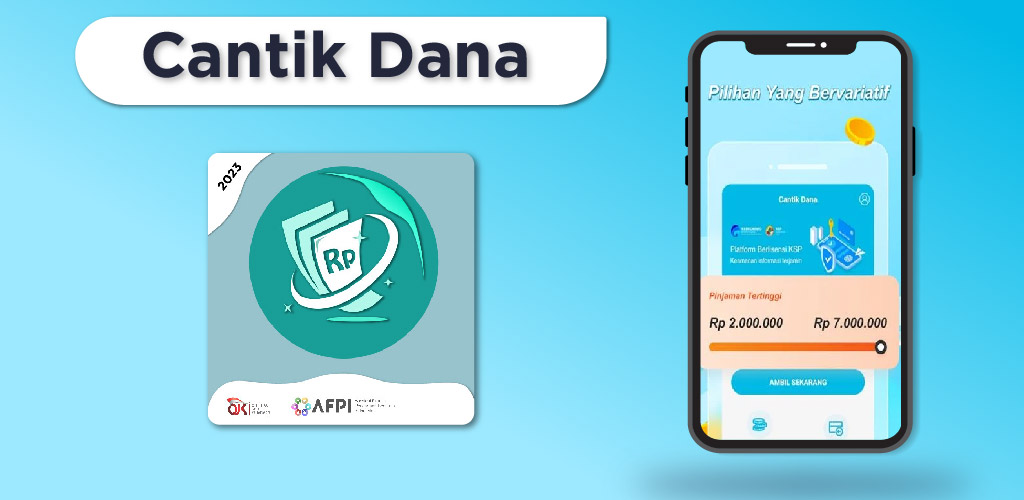 Cantik Dana
2023
Rp
AFPI
Pilihan Yang Bervariatif
Cantik Dana
Platform Berlisensi KSP
Pinjaman Tertinggi
Rp 2.000.000
Rp 7.000.000
AMBIL SEKARANG